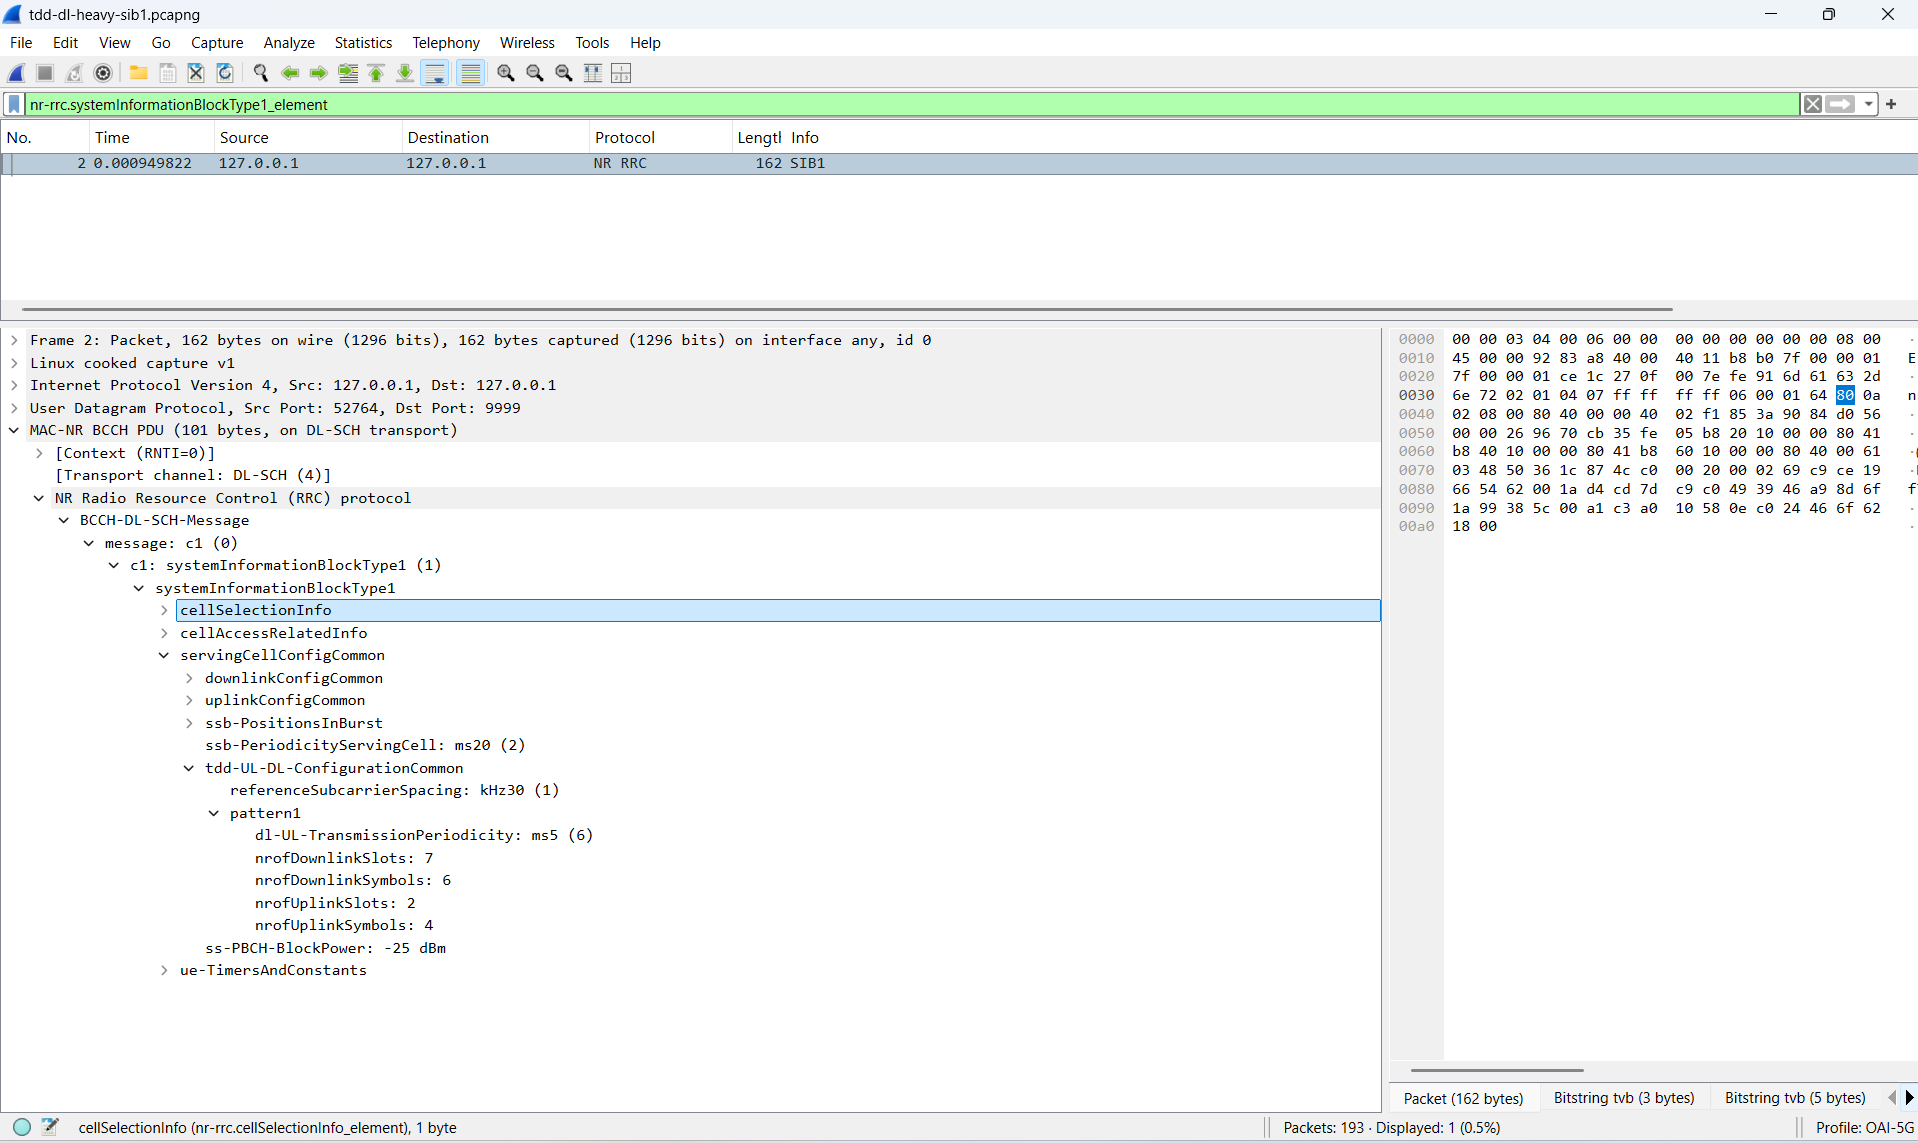 tdd-dl-heavy-sib1.pcapng
File Edit View Go Capture Analyze Statistics Telephony Wireless Tools Help
nr-rrc.systemInformationBlockType1_element
No. Time Source Destination Protocol Lengtl Info
2 0.000949822 127.0.0.1 127.0.0.1 NR RRC 162 SIB1
Frame 2: Packet, 162 bytes on wire (1296 bits), 162 bytes captured (1296 bits) on interface any, id 0
Linux cooked capture v1
Internet Protocol Version 4, Src: 127.0.0.1, Dst: 127.0.0.1
User Datagram Protocol, Src Port: 52764, Dst Port: 9999
MAC-NR BCCH PDU (101 bytes, on DL-SCH transport)
[Context (RNTI=0)]
[Transport channel: DL-SCH (4)]
NR Radio Resource Control (RRC) protocol
BCCH-DL-SCH-Message
message: c1 (0)
c1: systemInformationBlockType1 (1)
systemInformationBlockType1
cellSelectionInfo
cellAccessRelatedInfo
servingCellConfigCommon
downlinkConfigCommon
uplinkConfigCommon
ssb-PositionsInBurst
ssb-PeriodicityServingCell: ms20 (2)
tdd-UL-DL-ConfigurationCommon
referenceSubcarrierSpacing: kHz30 (1)
pattern1
dl-UL-TransmissionPeriodicity: ms5 (6)
nrofDownlinkSlots: 7
nrofDownlinkSymbols: 6
nrofUplinkSlots: 2
nrofUplinkSymbols: 4
ss-PBCH-BlockPower: -25 dBm
ue-TimersAndConstants
0000 00 00 03 04 00 06 00 00 00 00 00 00 00 00 08 00 ·
0010 45 00 00 92 83 a8 40 00 40 11 b8 b0 7f 00 00 01 E
0020 7f 00 00 01 ce 1c 27 0f 00 7e fe 91 6d 61 63 2d ·
0030 6e 72 02 01 04 07 ff ff ff ff 06 00 01 64 80 0a n
0040 02 08 00 80 40 00 00 40 02 f1 85 3a 90 84 d0 56 ·
0050 00 00 26 96 70 cb 35 fe 05 b8 20 10 00 00 80 41 ·
0060 b8 40 10 00 00 80 41 b8 60 10 00 00 80 40 00 61 ·
0070 03 48 50 36 1c 87 4c c0 00 20 00 02 69 c9 ce 19 ·
0080 66 54 62 00 1a d4 cd 7d c9 c0 49 39 46 a9 8d 6f f
0090 1a 99 38 5c 00 a1 c3 a0 10 58 0e c0 24 46 6f 62 ·
00a0 18 00 ·
Packet (162 bytes) Bitstring tvb (3 bytes) Bitstring tvb (5 bytes)
cellSelectionInfo (nr-rrc.cellSelectionInfo_element), 1 byte Packets: 193 · Displayed: 1 (0.5%) Profile: OAI-5G